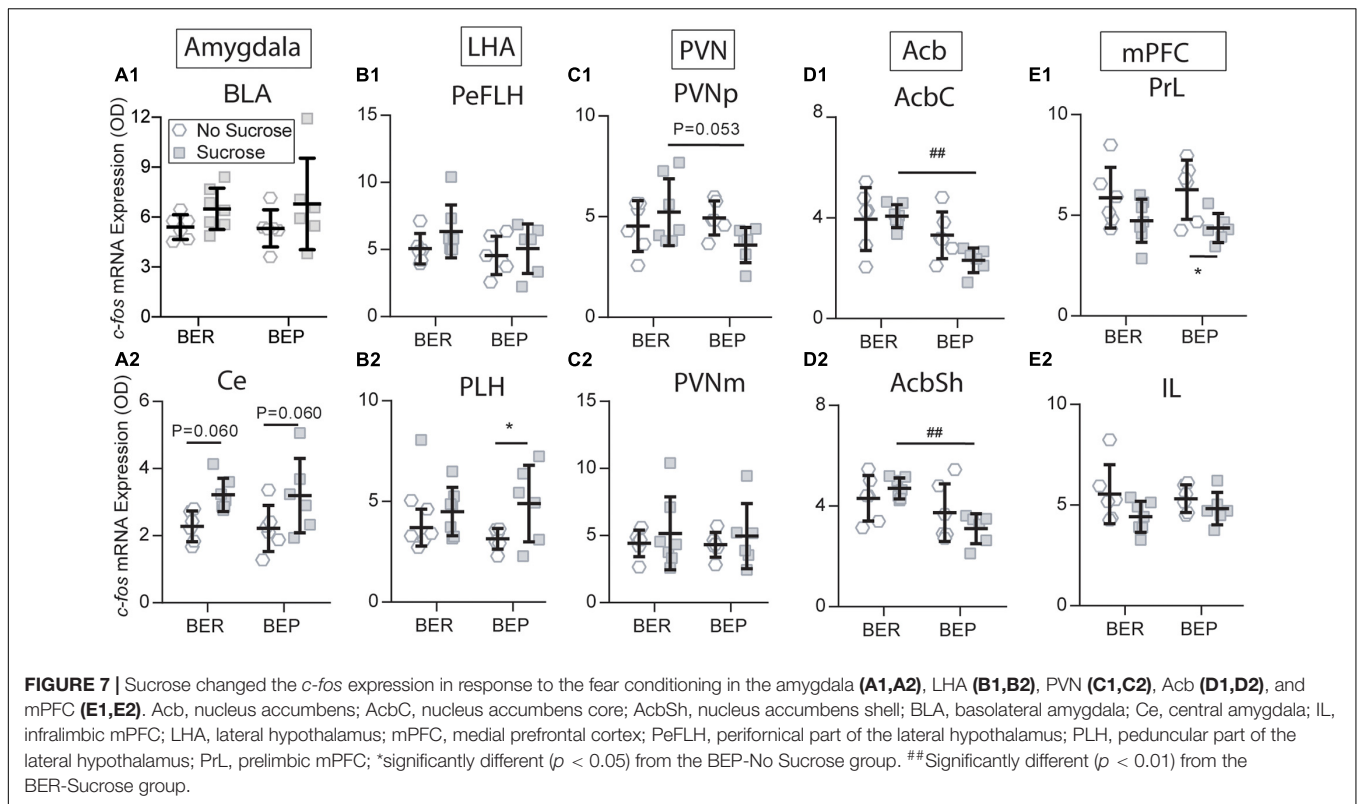 Amygdala
LHA
PVN
Acb
mPFC
A1
BLA
B1
PeFLH
C1
PVNp
D1
AcbC
E1
PrL
c-fos mRNA Expression (OD)
12
9
6
3
0
No Sucrose
Sucrose
BER
BEP
15
10
5
0
BER
BEP
10
5
0
P=0.053
BER
BEP
8
4
0
##
BER
BEP
10
5
0
*
BER
BEP
A2
Ce
B2
PLH
C2
PVNm
D2
AcbSh
E2
IL
c-fos mRNA Expression (OD)
6
4
2
0
P=0.060
P=0.060
BER
BEP
10
5
0
*
BER
BEP
15
10
5
0
BER
BEP
8
4
0
##
BER
BEP
10
5
0
BER
BEP
FIGURE 7 | Sucrose changed the c-fos expression in response to the fear conditioning in the amygdala (A1,A2), LHA (B1,B2), PVN (C1,C2), Acb (D1,D2), and
mPFC (E1,E2). Acb, nucleus accumbens; AcbC, nucleus accumbens core; AcbSh, nucleus accumbens shell; BLA, basolateral amygdala; Ce, central amygdala; IL,
infralimbic mPFC; LHA, lateral hypothalamus; mPFC, medial prefrontal cortex; PeFLH, perifornical part of the lateral hypothalamus; PLH, peduncular part of the
lateral hypothalamus; PrL, prelimbic mPFC; *significantly different (p < 0.05) from the BEP-No Sucrose group. ##Significantly different (p < 0.01) from the
BER-Sucrose group.